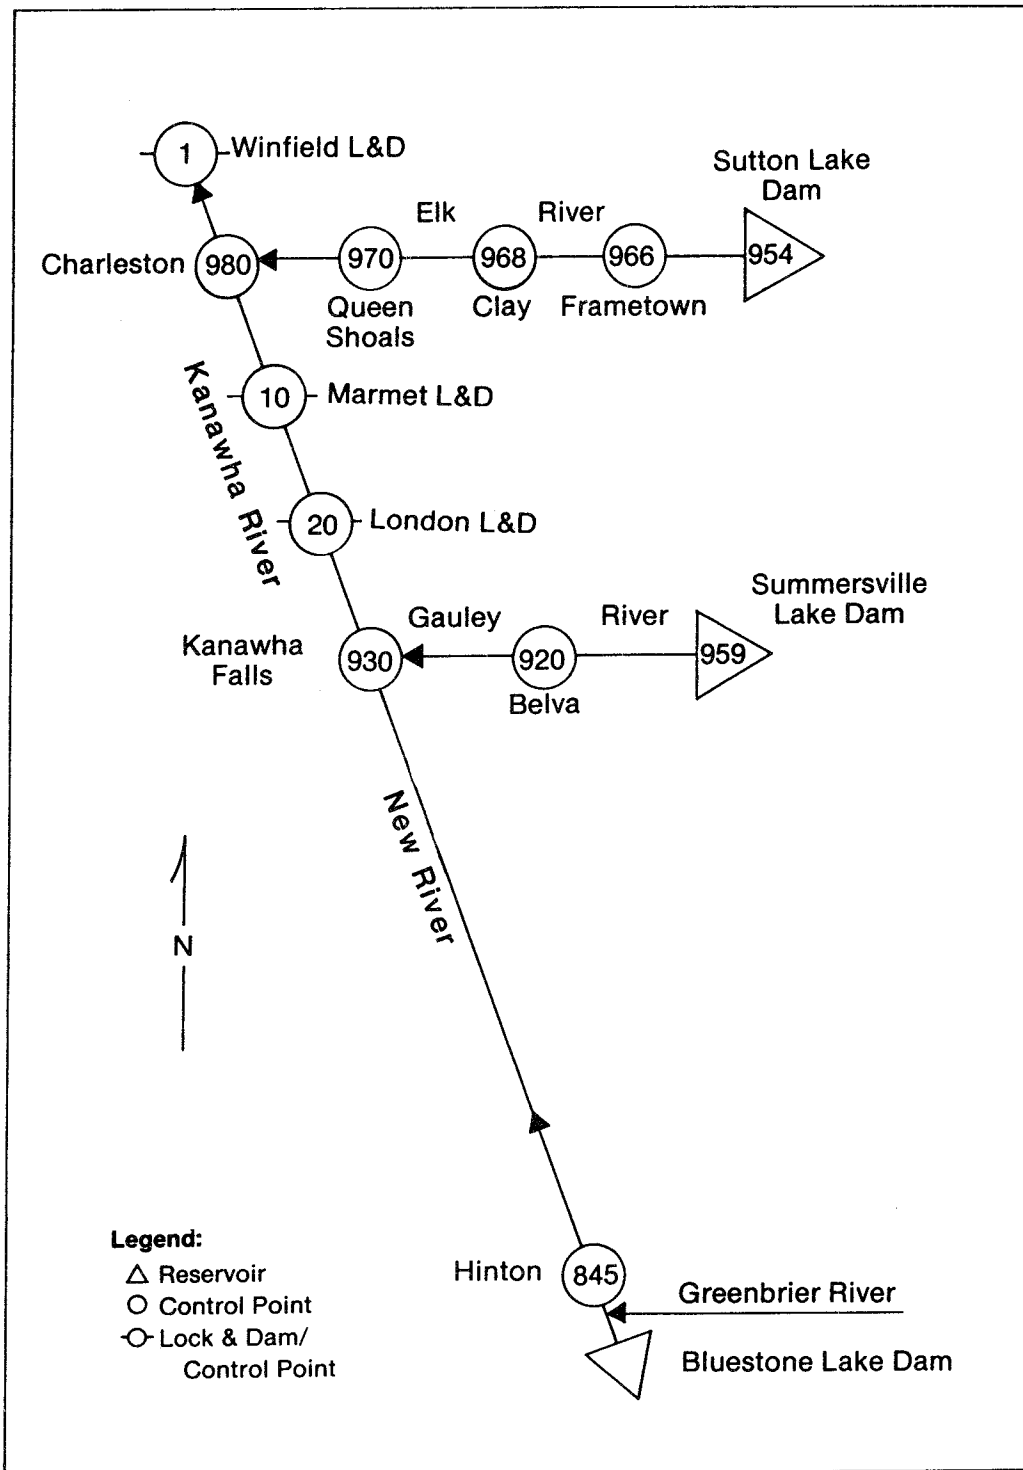 1
Winfield L&D
Sutton Lake
Dam
Elk
River
Charleston
980
970
968
966
954
Queen
Shoals
Clay
Frametown
Kanawha River
10
Marmet L&D
20
London L&D
Summersville
Lake Dam
Gauley
River
Kanawha
Falls
930
920
959
Belva
New River
N
Legend:
Reservoir
Control Point
Lock & Dam/
Control Point
Hinton
845
Greenbrier River
Bluestone Lake Dam